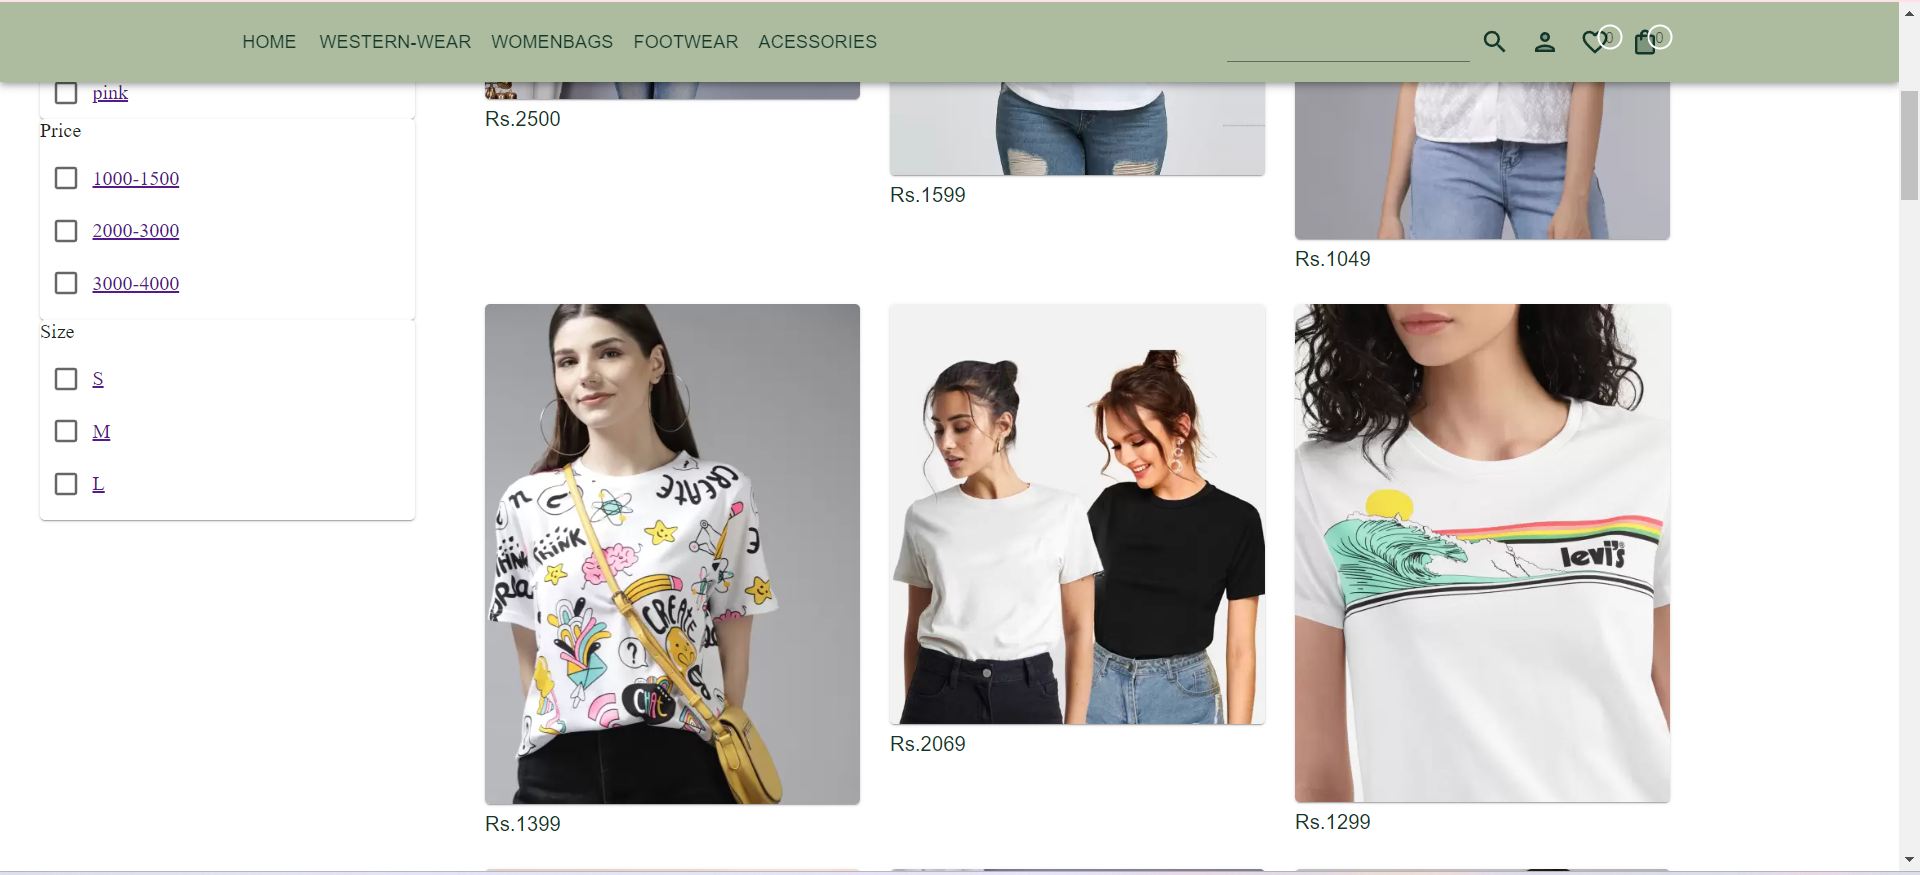 HOME WESTERN-WEAR WOMENBAGS FOOTWEAR ACESSORIES
0 0
pink
Price
1000-1500
2000-3000
3000-4000
Size
S
M
L
Rs.2500
Rs.1599
Rs.1049
CREATE
THINK
CREATE
?
CHAT
Rs.1399
Rs.2069
levi's
Rs.1299